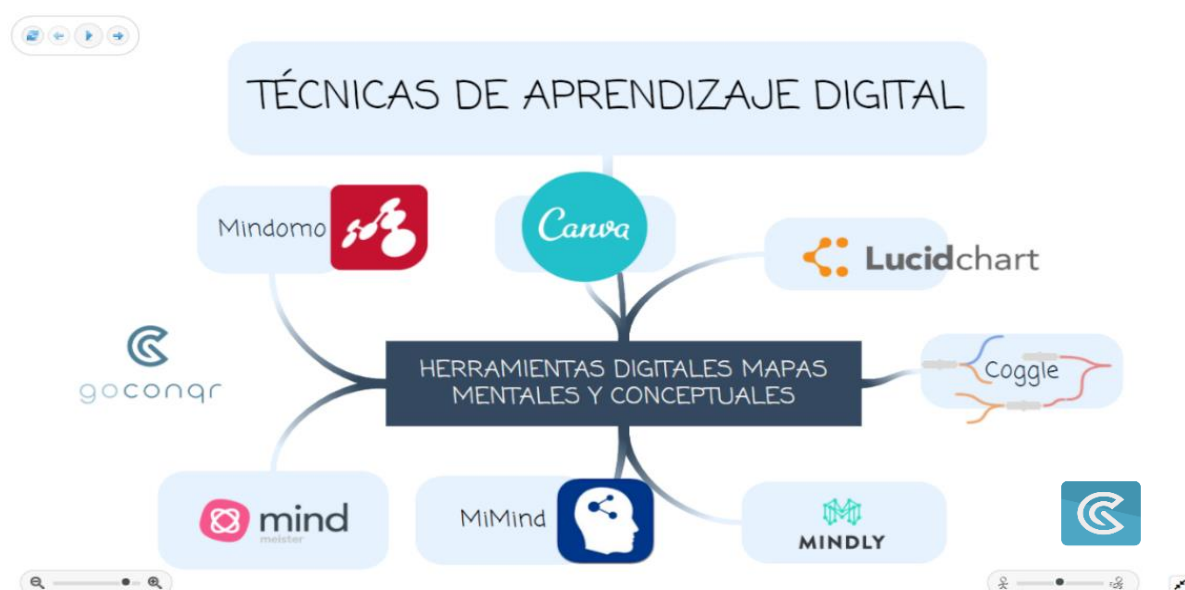 TÉCNICAS DE APRENDIZAJE DIGITAL
Mindomo
Canva
Lucidchart
goconqr
HERRAMIENTAS DIGITALES MAPAS
MENTALES Y CONCEPTUALES
Coggle
mind
meister
MiMind
MINDLY